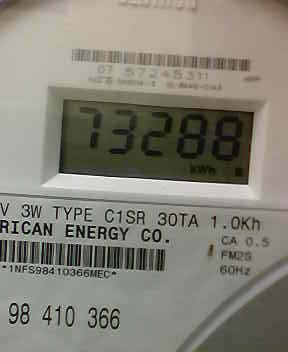 07 57245311
73288
kWh
V 3W TYPE C1SR 30TA 1.0Kh
RICAN ENERGY CO.
CA 0.5
FM2S
60Hz
*1NFS98410366MEC*
98 410 366